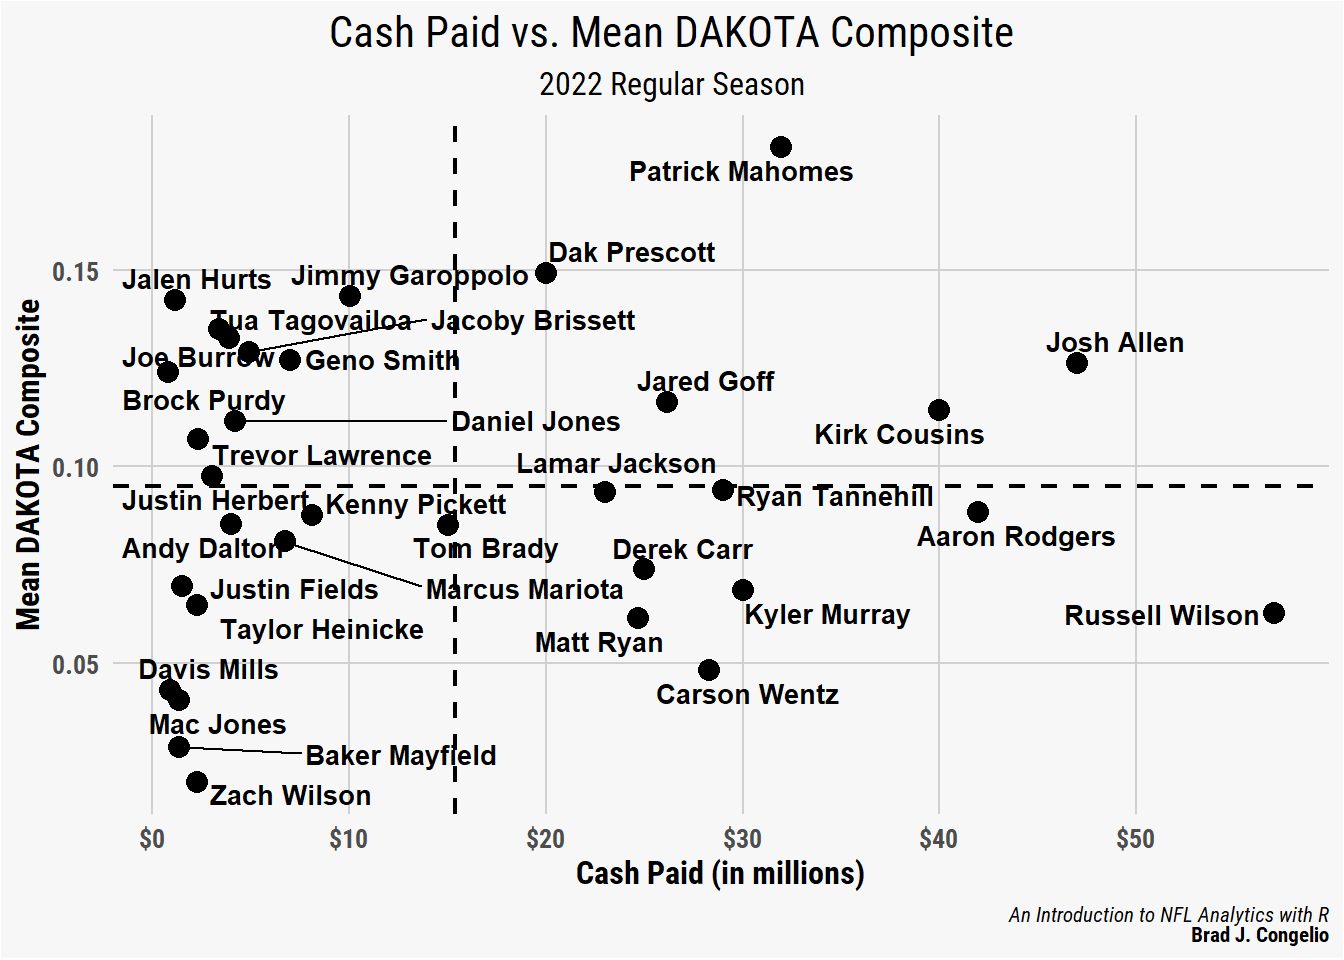 Cash Paid vs. Mean DAKOTA Composite
2022 Regular Season
Patrick Mahomes
Dak Prescott
0.15
Jalen Hurts
Jimmy Garoppolo
Tua Tagovailoa
Jacoby Brissett
Josh Allen
Joe Burrow
Geno Smith
Jared Goff
Brock Purdy
Daniel Jones
Kirk Cousins
Trevor Lawrence
Lamar Jackson
0.10
Justin Herbert
Kenny Pickett
Ryan Tannehill
Aaron Rodgers
Andy Dalton
Tom Brady
Derek Carr
Justin Fields
Marcus Mariota
Kyler Murray
Russell Wilson
Taylor Heinicke
Matt Ryan
0.05
Davis Mills
Carson Wentz
Mac Jones
Baker Mayfield
Zach Wilson
Mean DAKOTA Composite
$0 $10 $20 $30 $40 $50
Cash Paid (in millions)
An Introduction to NFL Analytics with R
Brad J. Congelio